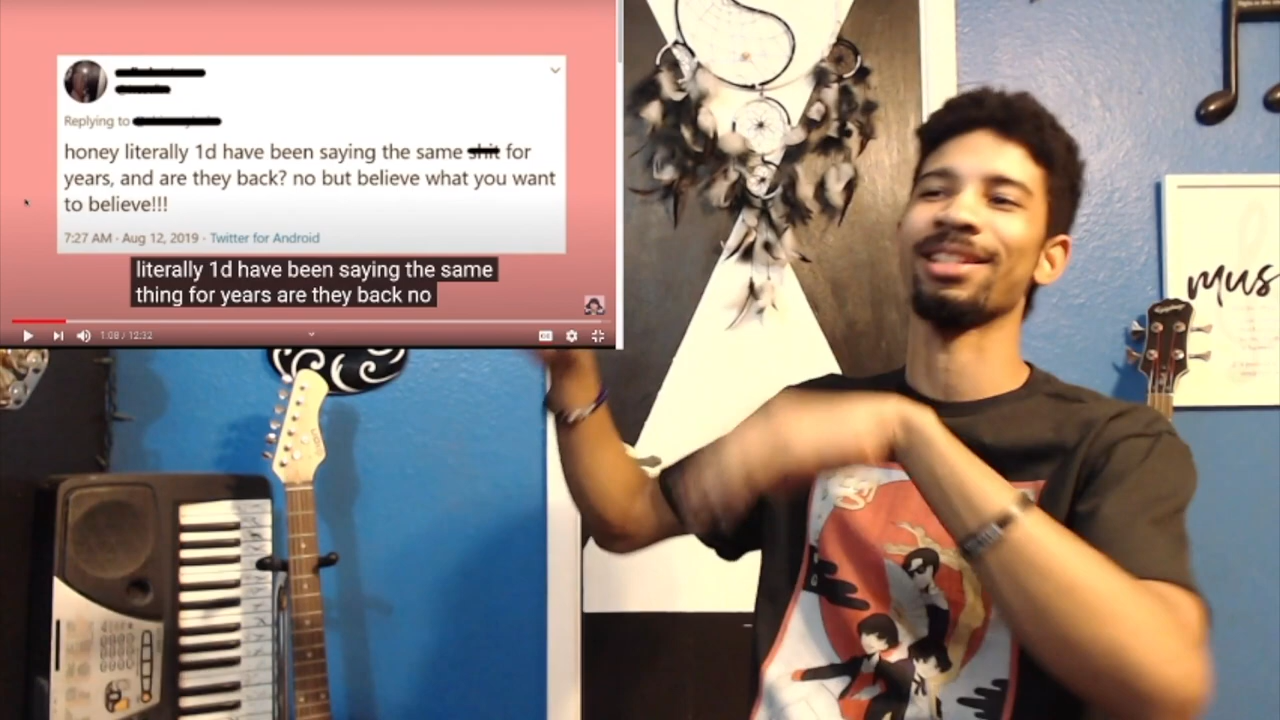 Replying to
honey literally 1d have been saying the same shit for
years, and are they back? no but believe what you want
to believe!!!
7:27 AM · Aug 12, 2019 · Twitter for Android
literally 1d have been saying the same
thing for years are they back no
1:08 / 12:32
CC
mus
Epiphone